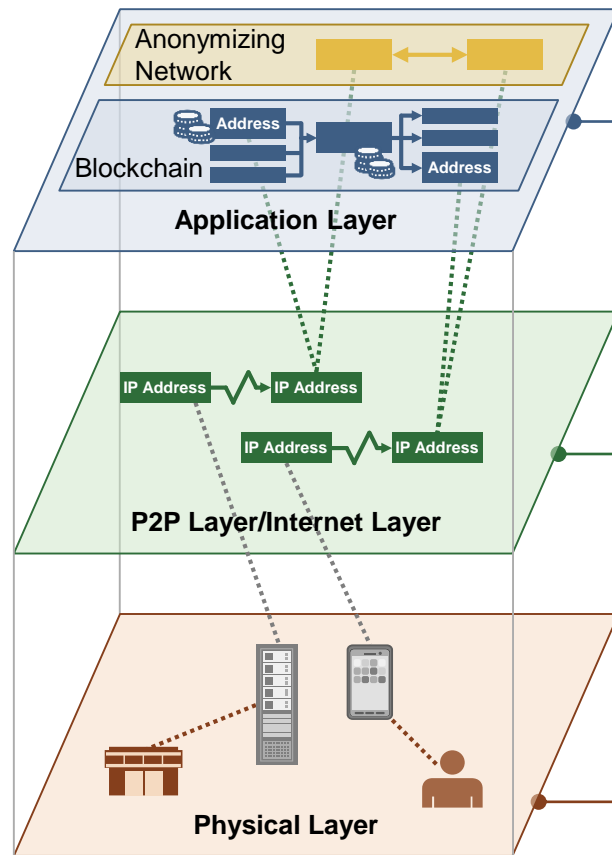 Anonymizing
Network
Address
Blockchain
Address
Application Layer
IP Address
IP Address
IP Address
IP Address
P2P Layer/Internet Layer
Physical Layer